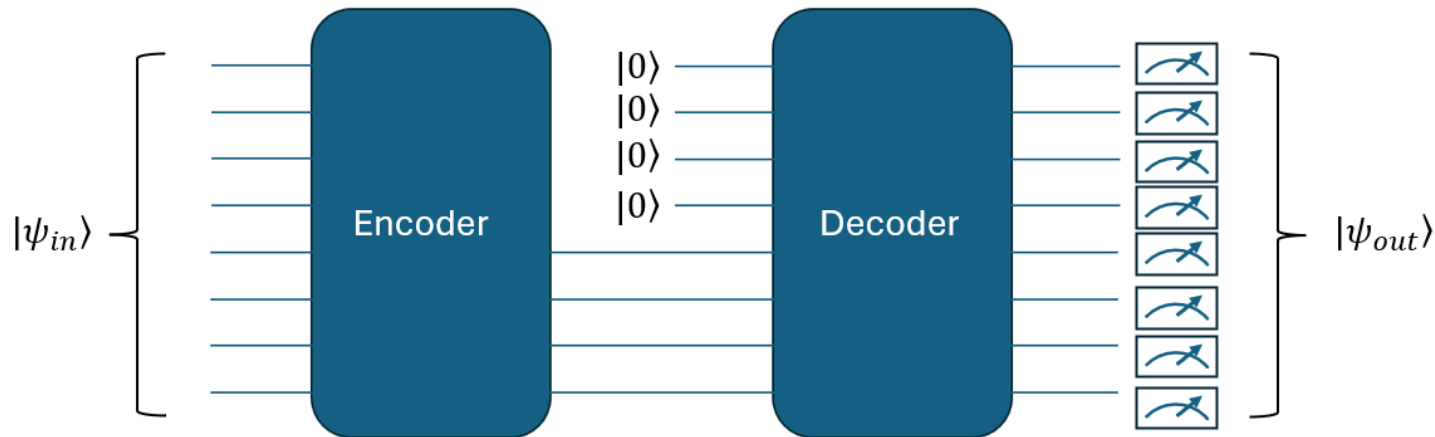 |0⟩
|0⟩
|0⟩
|0⟩
|ψ_in⟩
Encoder
Decoder
|ψ_out⟩